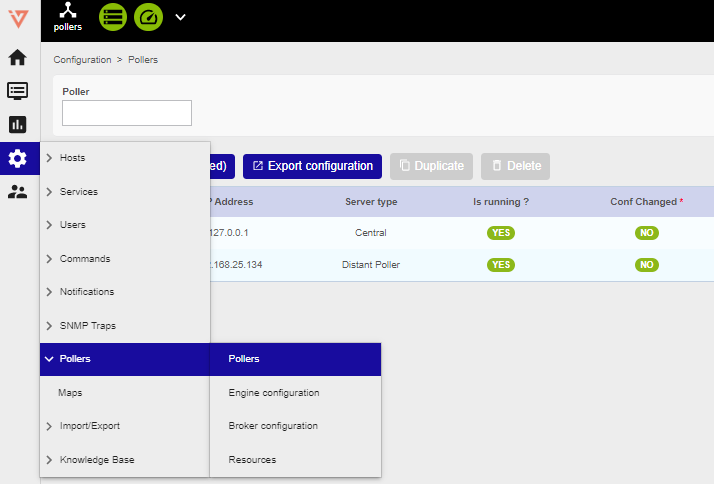 pollers
Configuration > Pollers
Poller
Hosts
ed)
Export configuration
Duplicate
Delete
Services
Address
Server type
Is running ?
Conf Changed *
Users
127.0.0.1
Central
YES
NO
Commands
.168.25.134
Distant Poller
YES
NO
Notifications
SNMP Traps
Pollers
Pollers
Maps
Engine configuration
Import/Export
Broker configuration
Knowledge Base
Resources